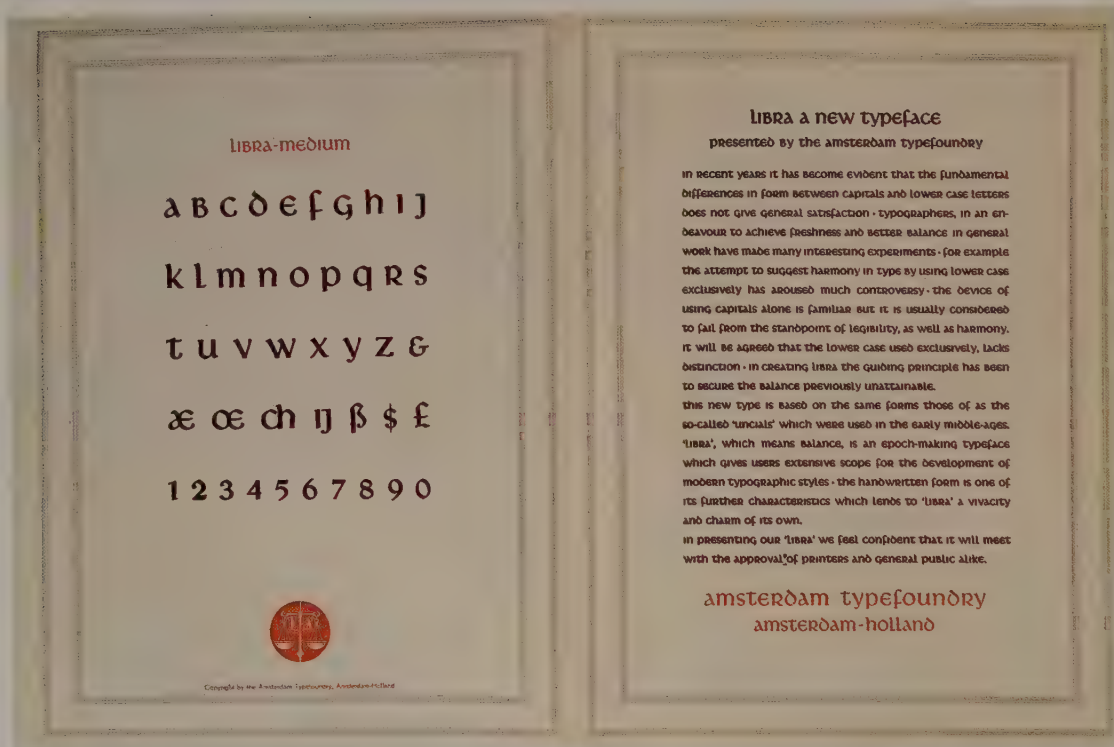 LIBRA-medium
a b c d e f g h i j
k l m n o p q r s
t u v w x y z &
æ œ ch ij ß $ £
1 2 3 4 5 6 7 8 9 0
Copyright by the Amsterdam Typefoundry, Amsterdam-Holland
LIBRA a new typeface
presented by the amsterdam typefoundry
in recent years it has become evident that the fundamental
differences in form between capitals and lower case letters
does not give general satisfaction · typographers, in an en-
deavour to achieve freshness and better balance in general
work have made many interesting experiments · for example
the attempt to suggest harmony in type by using lower case
exclusively has aroused much controversy · the device of
using capitals alone is familiar but it is usually considered
to fail from the standpoint of legibility, as well as harmony.
it will be agreed that the lower case used exclusively, lacks
distinction · in creating libra the guiding principle has been
to secure the balance previously unattainable.
this new type is based on the same forms those of as the
so-called 'uncials' which were used in the early middle-ages.
'libra', which means balance, is an epoch-making typeface
which gives users extensive scope for the development of
modern typographic styles · the handwritten form is one of
its further characteristics which lends to 'libra' a vivacity
and charm of its own.
in presenting our 'libra' we feel confident that it will meet
with the approval of printers and general public alike.
amsterdam typefoundry
amsterdam-holland